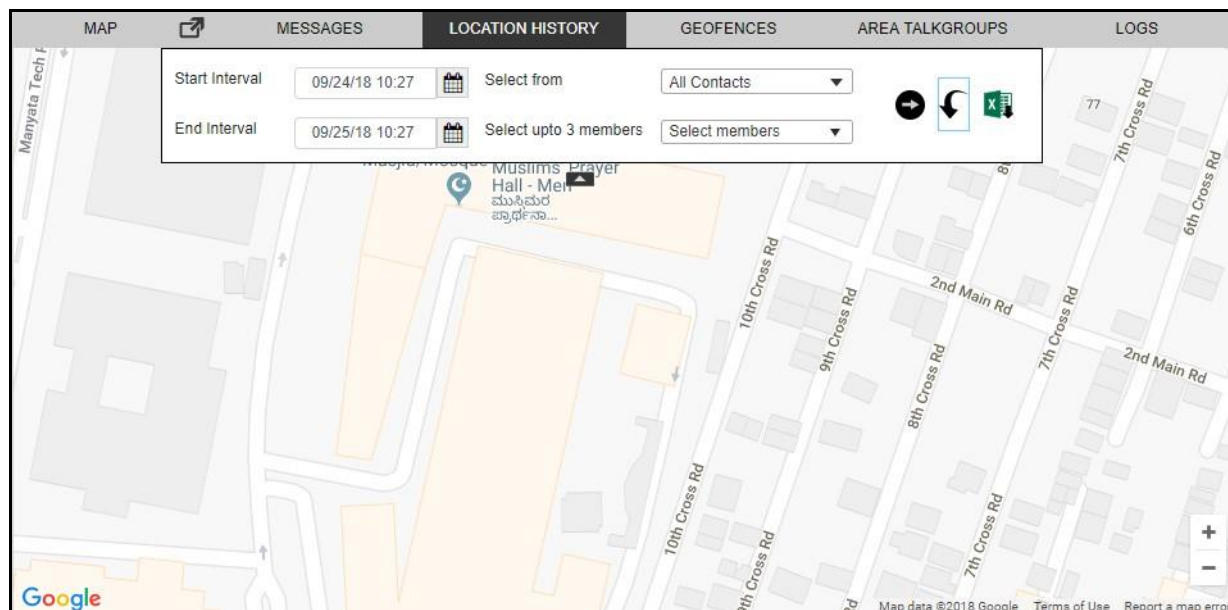 MAP
MESSAGES
LOCATION HISTORY
GEOFENCES
AREA TALKGROUPS
LOGS
Start Interval
09/24/18 10:27
Select from
All Contacts
End Interval
09/25/18 10:27
Select upto 3 members
Select members
Manyata Tech
77
7th Cross Rd
6th Cross Rd
Muslims Prayer
Hall - Men
ಮುಸ್ಲಿಮರ
ಪ್ರಾರ್ಥನಾ...
10th Cross Rd
9th Cross Rd
2nd Main Rd
7th Cross Rd
2nd Main Rd
8th Cross Rd
10th Cross Rd
9th Cross Rd
7th Cross Rd
+
−
Google
Map data ©2018 Google
Terms of Use
Report a map